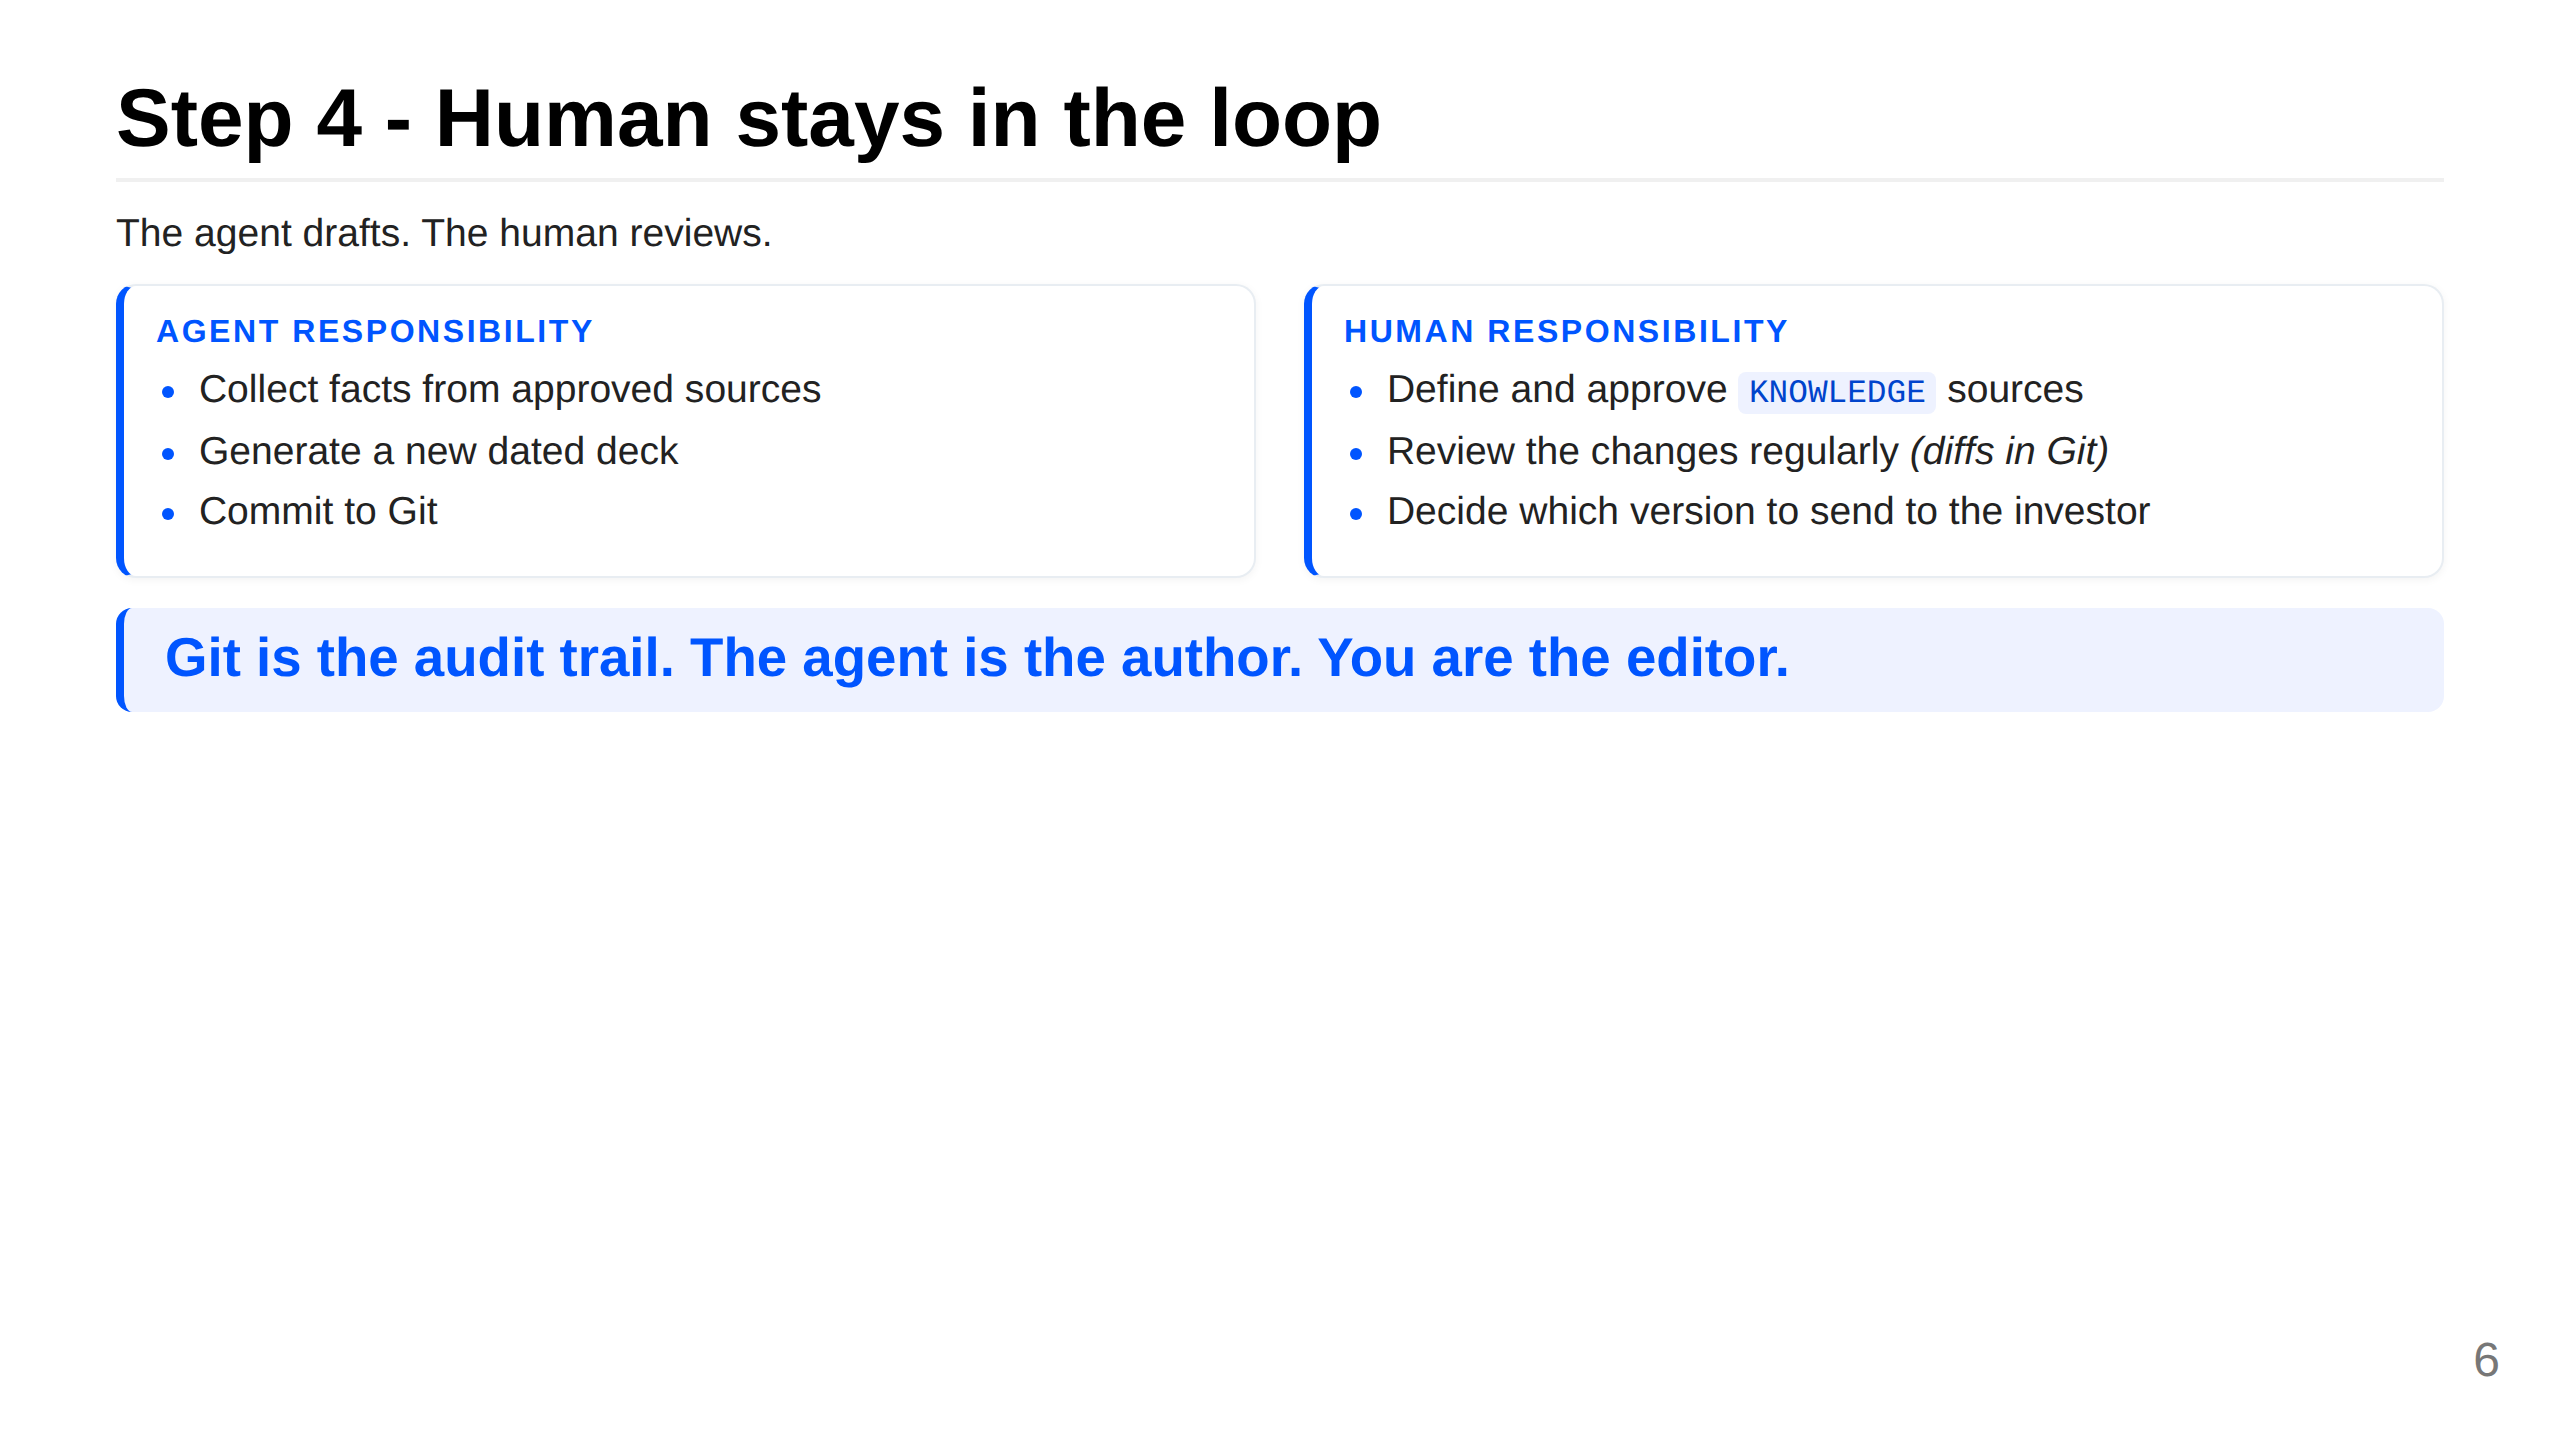 Step 4 - Human stays in the loop
The agent drafts. The human reviews.
AGENT RESPONSIBILITY
• Collect facts from approved sources
• Generate a new dated deck
• Commit to Git
HUMAN RESPONSIBILITY
• Define and approve KNOWLEDGE sources
• Review the changes regularly (diffs in Git)
• Decide which version to send to the investor
Git is the audit trail. The agent is the author. You are the editor.
6